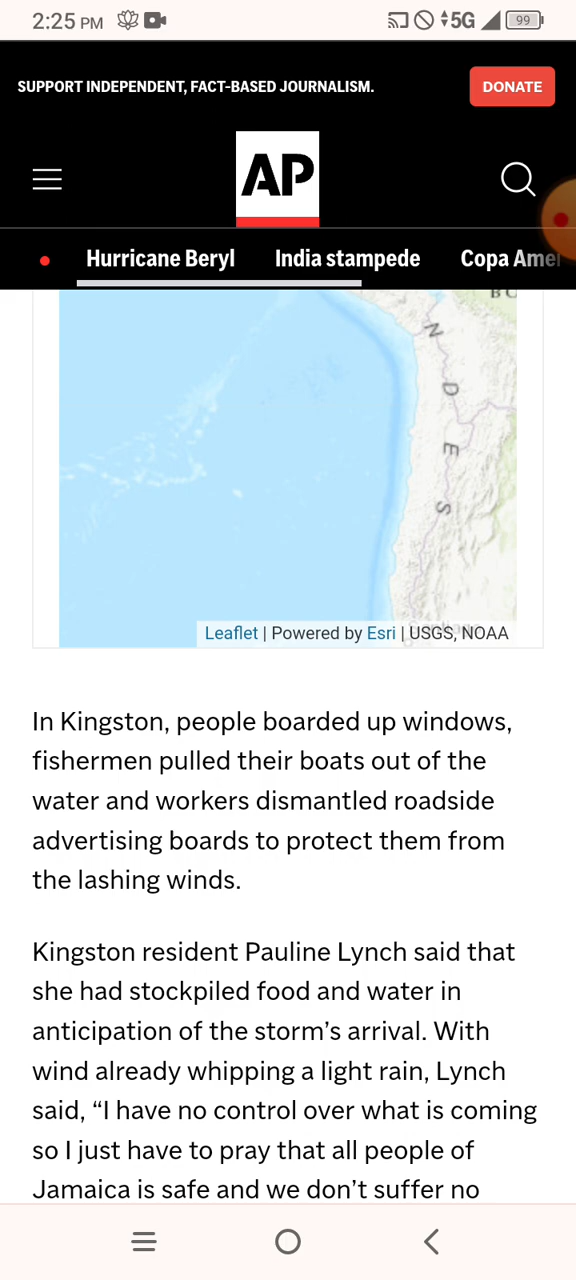 2:25 PM 5G 99
SUPPORT INDEPENDENT, FACT-BASED JOURNALISM. DONATE
AP
Hurricane Beryl India stampede Copa Ame
N
D
E
S
Leaflet | Powered by Esri | USGS, NOAA
In Kingston, people boarded up windows,
fishermen pulled their boats out of the
water and workers dismantled roadside
advertising boards to protect them from
the lashing winds.
Kingston resident Pauline Lynch said that
she had stockpiled food and water in
anticipation of the storm’s arrival. With
wind already whipping a light rain, Lynch
said, “I have no control over what is coming
so I just have to pray that all people of
Jamaica is safe and we don’t suffer no